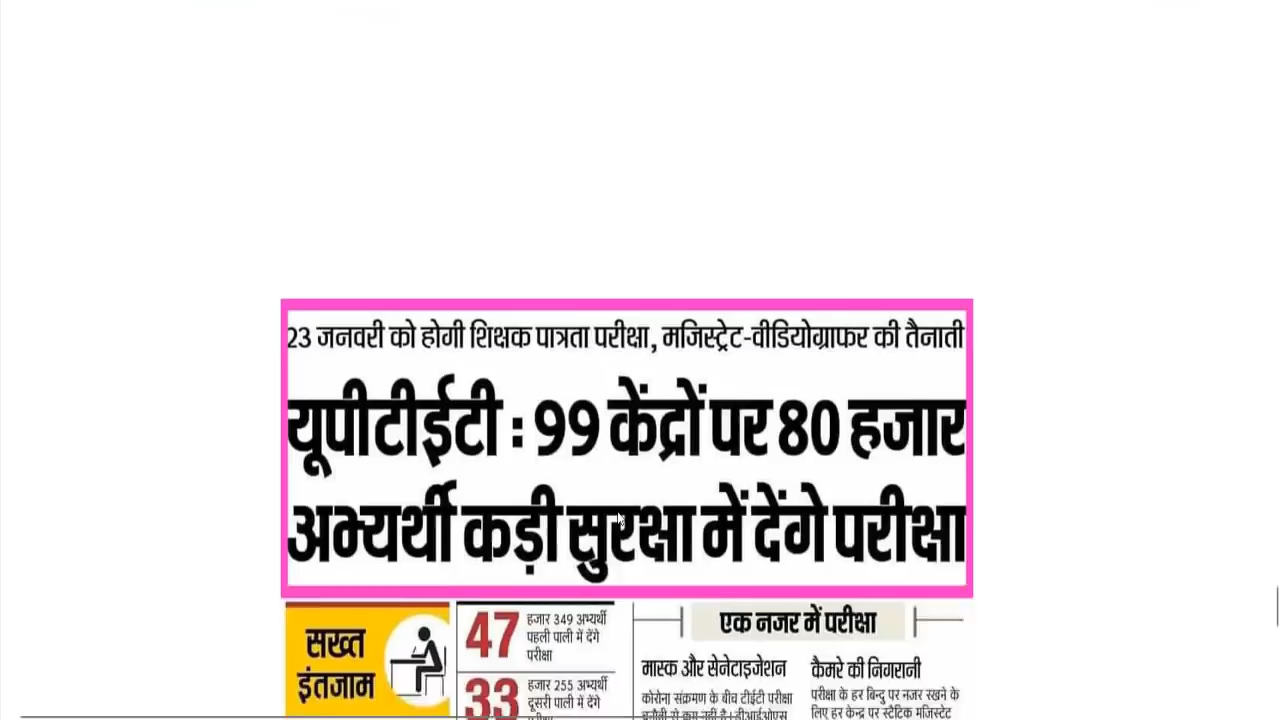 23 जनवरी को होगी शिक्षक पात्रता परीक्षा, मजिस्ट्रेट-वीडियोग्राफर की तैनाती
यूपीटीईटी : 99 केंद्रों पर 80 हजार
अभ्यर्थी कड़ी सुरक्षा में देंगे परीक्षा
सख्त
इंतजाम
47
हजार 349 अभ्यर्थी
पहली पाली में देंगे
परीक्षा
33
हजार 255 अभ्यर्थी
दूसरी पाली में देंगे
एक नजर में परीक्षा
मास्क और सेनेटाइजेशन
कोरोना संक्रमण के बीच टीईटी परीक्षा
कैमरे की निगरानी
परीक्षा के हर बिन्दु पर नजर रखने के
लिए हर केन्द्र पर स्टैटिक मजिस्टेट